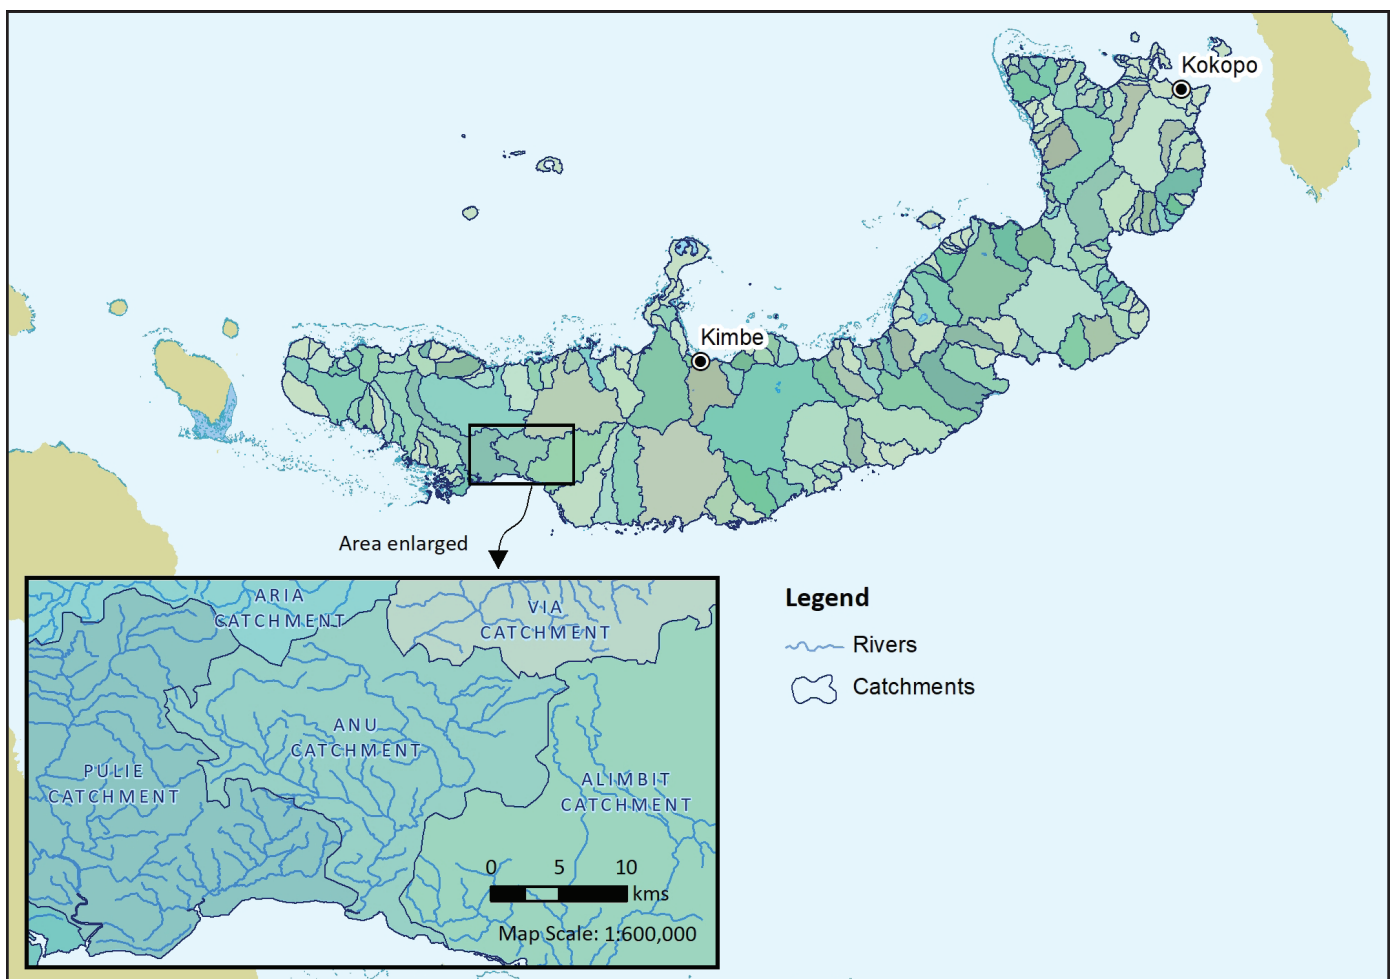 Kokopo
Kimbe
Area enlarged
ARIA
CATCHMENT
VIA
CATCHMENT
ANU
CATCHMENT
PULIE
CATCHMENT
ALIMBIT
CATCHMENT
0 5 10
kms
Map Scale: 1:600,000
Legend
Rivers
Catchments